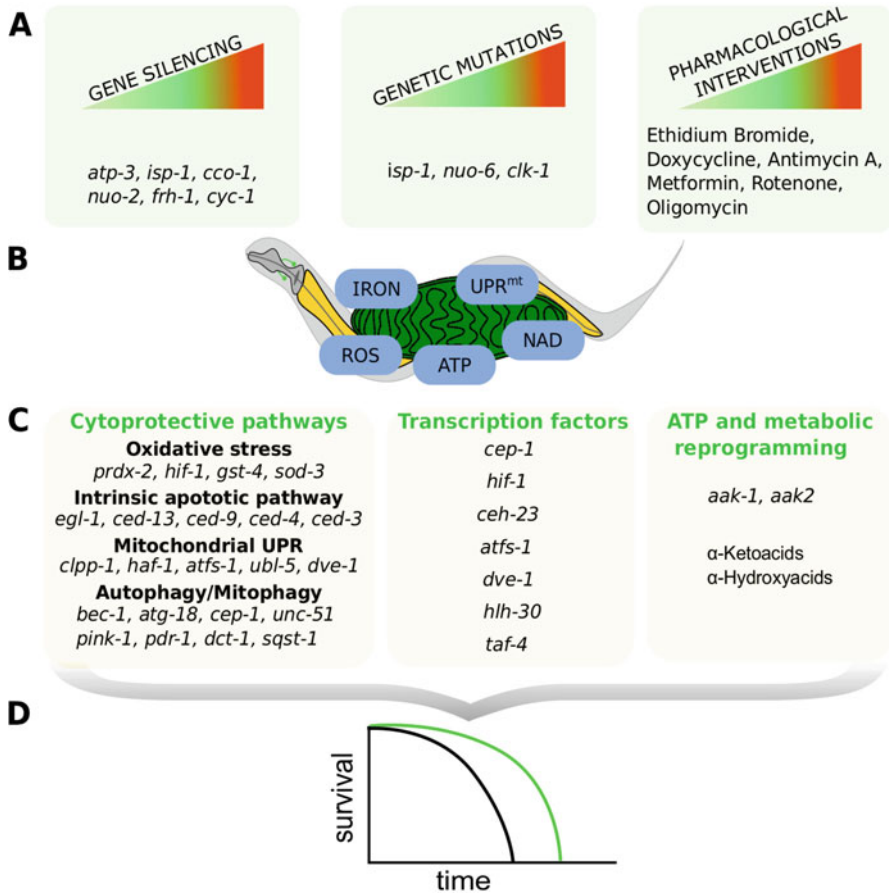 A
GENE SILENCING
atp-3, isp-1, cco-1,
nuo-2, frh-1, cyc-1
GENETIC MUTATIONS
isp-1, nuo-6, clk-1
PHARMACOLOGICAL
INTERVENTIONS
Ethidium Bromide,
Doxycycline, Antimycin A,
Metformin, Rotenone,
Oligomycin
B
IRON
UPRmt
ROS
ATP
NAD
C
Cytoprotective pathways
Oxidative stress
prdx-2, hif-1, gst-4, sod-3
Intrinsic apototic pathway
egl-1, ced-13, ced-9, ced-4, ced-3
Mitochondrial UPR
clpp-1, haf-1, atfs-1, ubl-5, dve-1
Autophagy/Mitophagy
bec-1, atg-18, cep-1, unc-51
pink-1, pdr-1, dct-1, sqst-1
Transcription factors
cep-1
hif-1
ceh-23
atfs-1
dve-1
hlh-30
taf-4
ATP and metabolic
reprogramming
aak-1, aak2
α-Ketoacids
α-Hydroxyacids
D
survival
time